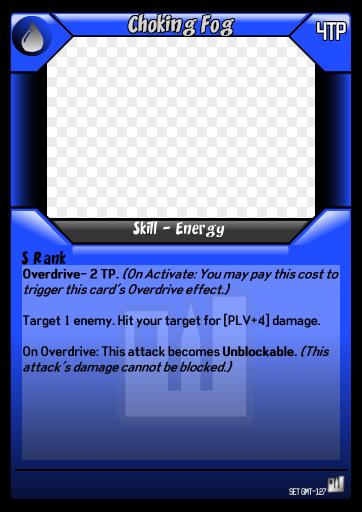 Choking Fog
4TP
Skill - Energy
S Rank
Overdrive- 2 TP. (On Activate: You may pay this cost to
trigger this card's Overdrive effect.)
Target 1 enemy. Hit your target for [PLV+4] damage.
On Overdrive: This attack becomes Unblockable. (This
attack's damage cannot be blocked.)
SET GMT-127